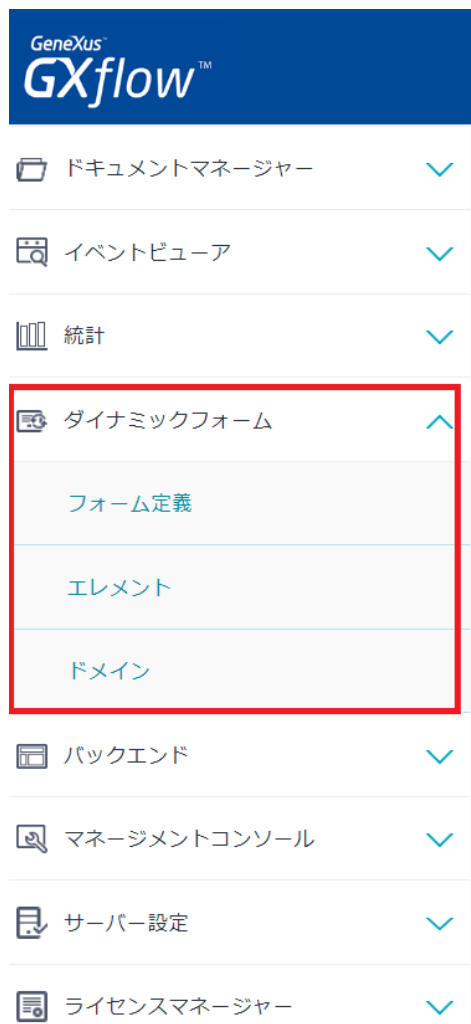 GeneXus™
GXflow™
ドキュメントマネージャー
イベントビューア
統計
ダイナミックフォーム
フォーム定義
エレメント
ドメイン
バックエンド
マネージメントコンソール
サーバー設定
ライセンスマネージャー